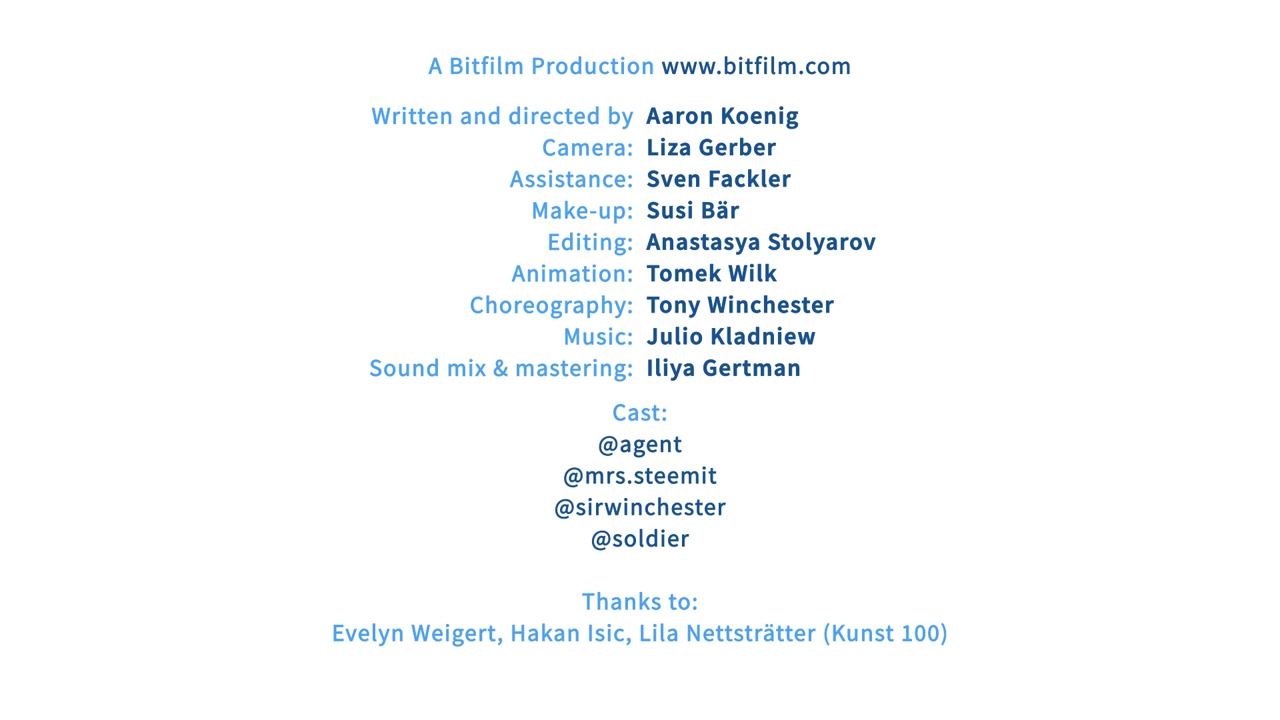 A Bitfilm Production www.bitfilm.com
Written and directed by Aaron Koenig
Camera: Liza Gerber
Assistance: Sven Fackler
Make-up: Susi Bär
Editing: Anastasya Stolyarov
Animation: Tomek Wilk
Choreography: Tony Winchester
Music: Julio Kladniew
Sound mix & mastering: Iliya Gertman
Cast:
@agent
@mrs.steemit
@sirwinchester
@soldier
Thanks to:
Evelyn Weigert, Hakan Isic, Lila Nettsträtter (Kunst 100)